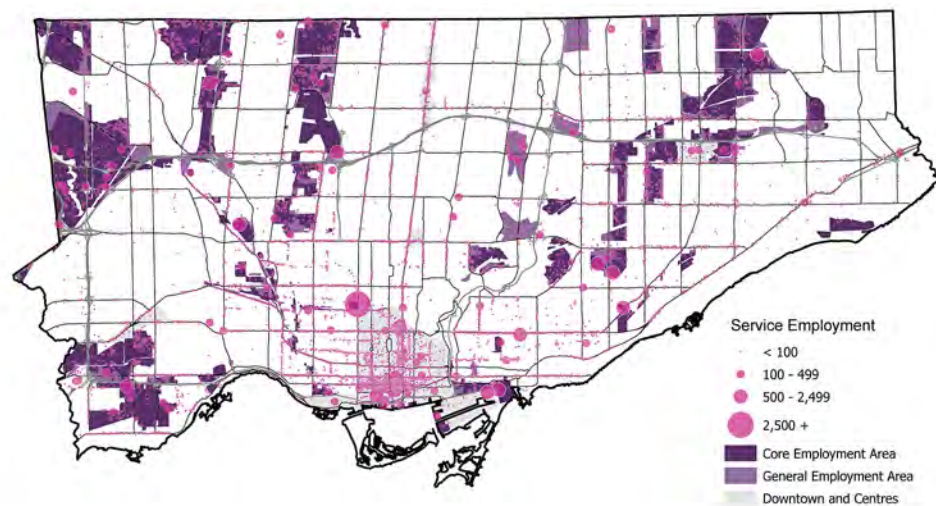 Service Employment
< 100
100 - 499
500 - 2,499
2,500 +
Core Employment Area
General Employment Area
Downtown and Centres